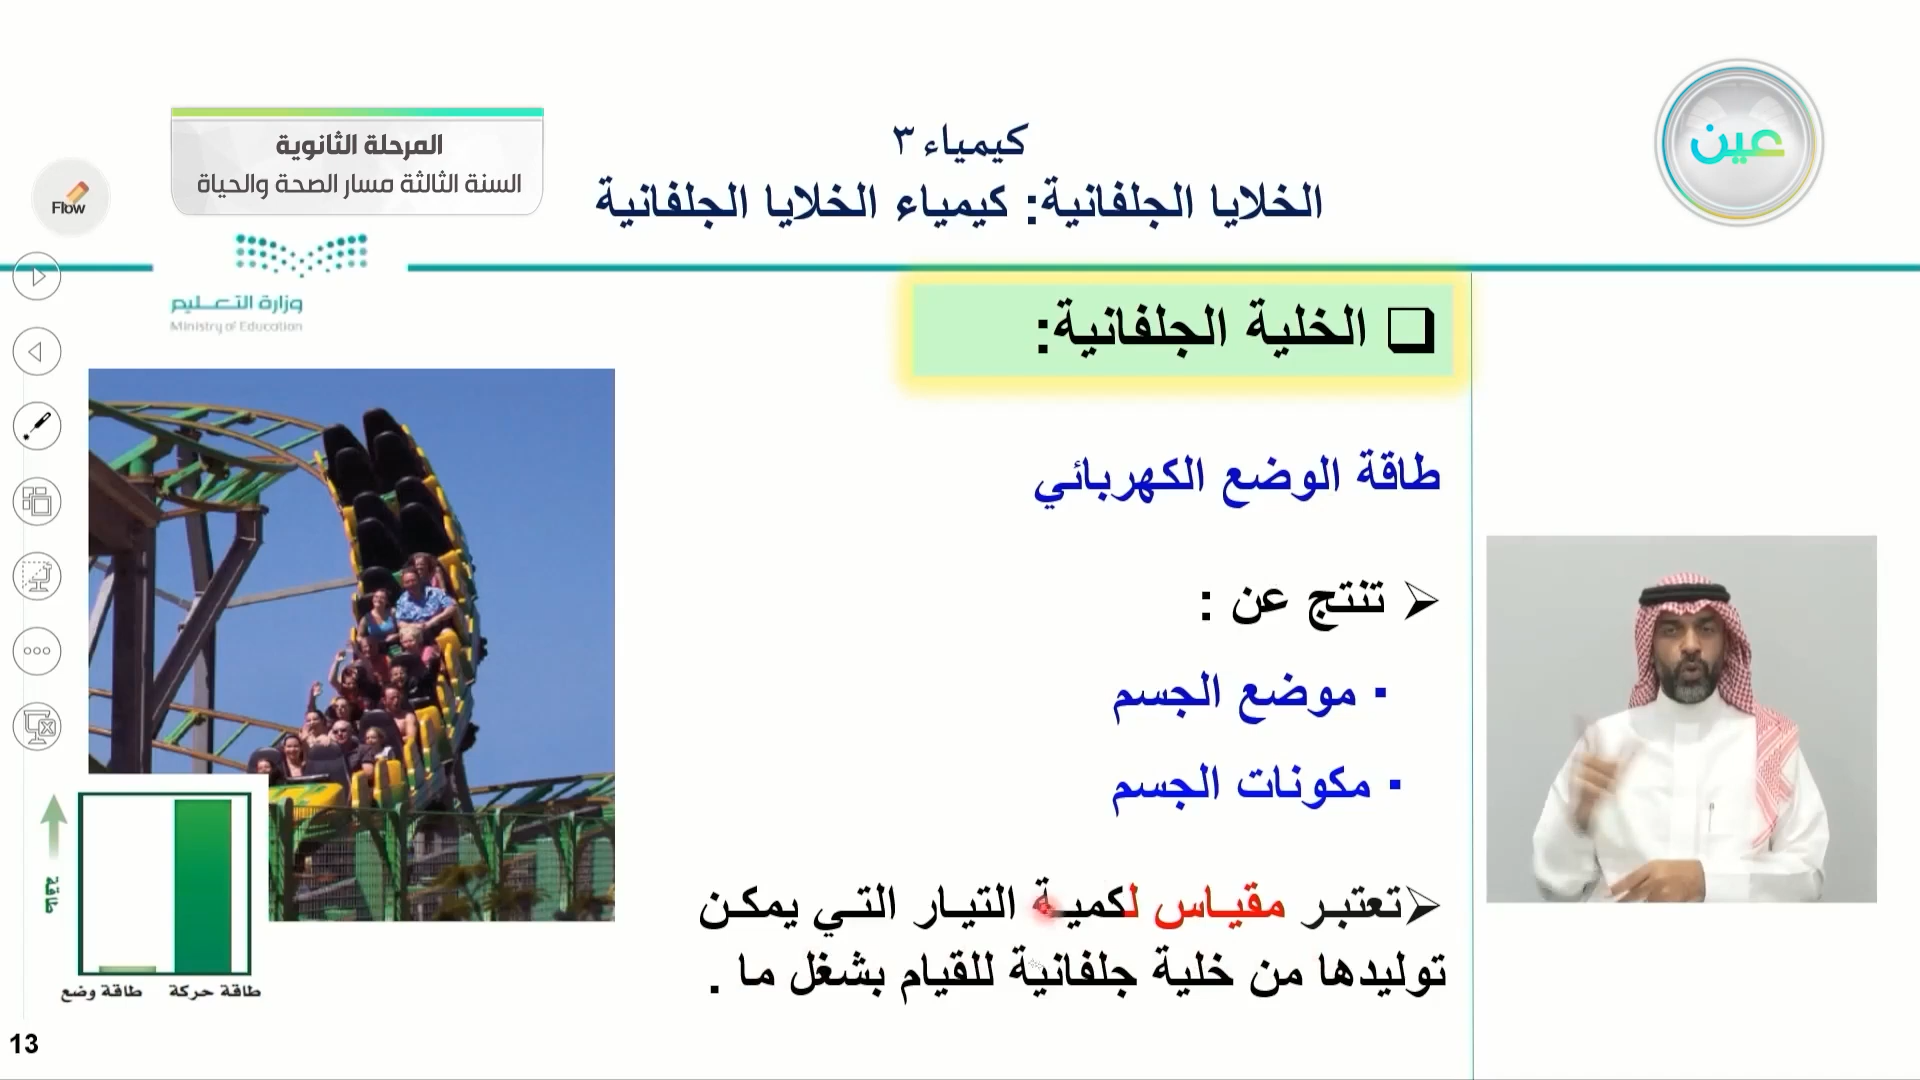 عين
كيمياء ٣
الخلايا الجلفانية: كيمياء الخلايا الجلفانية
المرحلة الثانوية
السنة الثالثة مسار الصحة والحياة
Flow
وزارة التعليم
Ministry of Education
الخلية الجلفانية:
طاقة الوضع الكهربائي
تنتج عن :
موضع الجسم
مكونات الجسم
تعتبر مقياس لكمية التيار التي يمكن
توليدها من خلية جلفانية للقيام بشغل ما .
طاقة
طاقة حركة
طاقة وضع
13